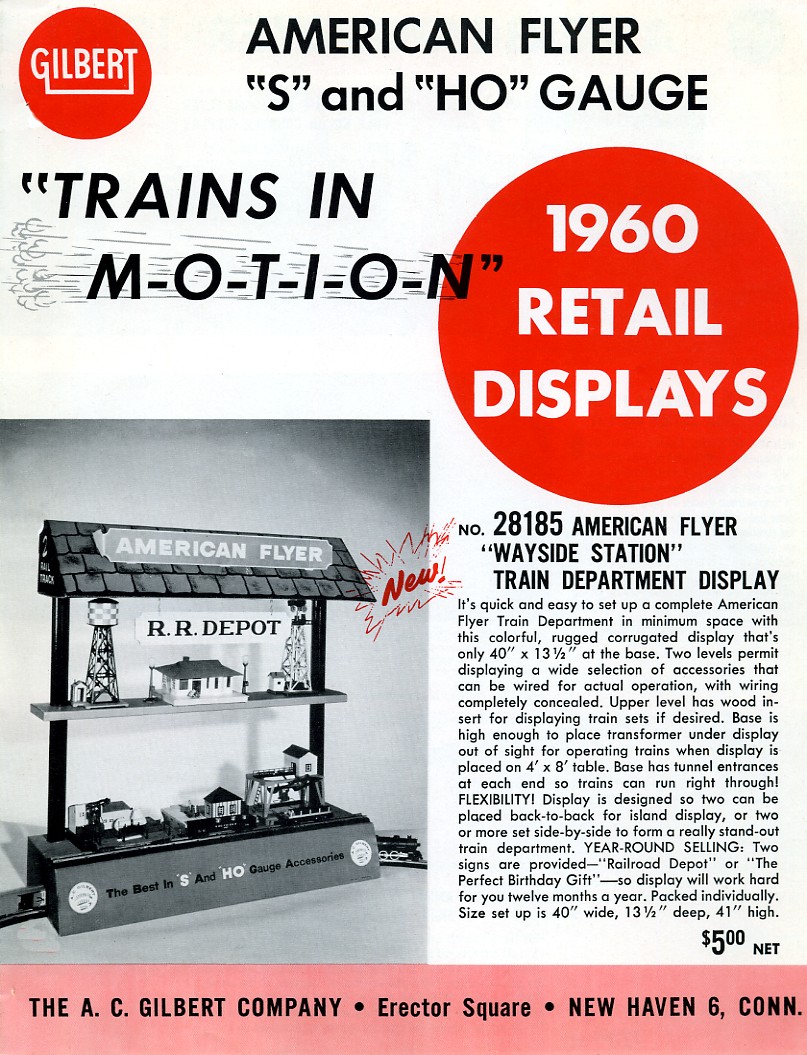 GILBERT
AMERICAN FLYER
"S" and "HO" GAUGE
"TRAINS IN
M-O-T-I-O-N"
1960
RETAIL
DISPLAYS
2
RAIL
TRACK
AMERICAN FLYER
R.R. DEPOT
The Best In "S" And "HO" Gauge Accessories
New!
NO. 28185 AMERICAN FLYER
"WAYSIDE STATION"
TRAIN DEPARTMENT DISPLAY
It's quick and easy to set up a complete American
Flyer Train Department in minimum space with
this colorful, rugged corrugated display that's
only 40" x 13½" at the base. Two levels permit
displaying a wide selection of accessories that
can be wired for actual operation, with wiring
completely concealed. Upper level has wood in-
sert for displaying train sets if desired. Base is
high enough to place transformer under display
out of sight for operating trains when display is
placed on 4' x 8' table. Base has tunnel entrances
at each end so trains can run right through!
FLEXIBILITY! Display is designed so two can be
placed back-to-back for island display, or two
or more set side-by-side to form a really stand-out
train department. YEAR-ROUND SELLING: Two
signs are provided—"Railroad Depot" or "The
Perfect Birthday Gift"—so display will work hard
for you twelve months a year. Packed individually.
Size set up is 40" wide, 13½" deep, 41" high.
$5.00 NET
THE A. C. GILBERT COMPANY • Erector Square • NEW HAVEN 6, CONN.